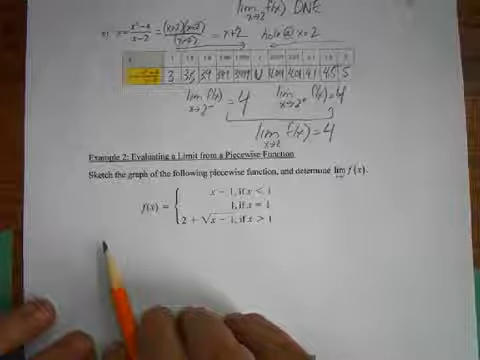 lim f(x) DNE
x→2
y = x²-4 / x-2 = (x+2)(x-2) / x-2 = x+2 hole @ x=2
3 3.5 3.9 3.99 3.999 U 4.001 4.01 4.1 4.5 5
lim f(x) = 4 lim f(x) = 4
x→2⁻ x→2⁺
lim f(x) = 4
x→2
Example 2: Evaluating a Limit from a Piecewise Function
Sketch the graph of the following piecewise function, and determine lim f(x).
x − 1, if x < 1
f(x) = { 1, if x = 1
2 + √x − 1, if x > 1